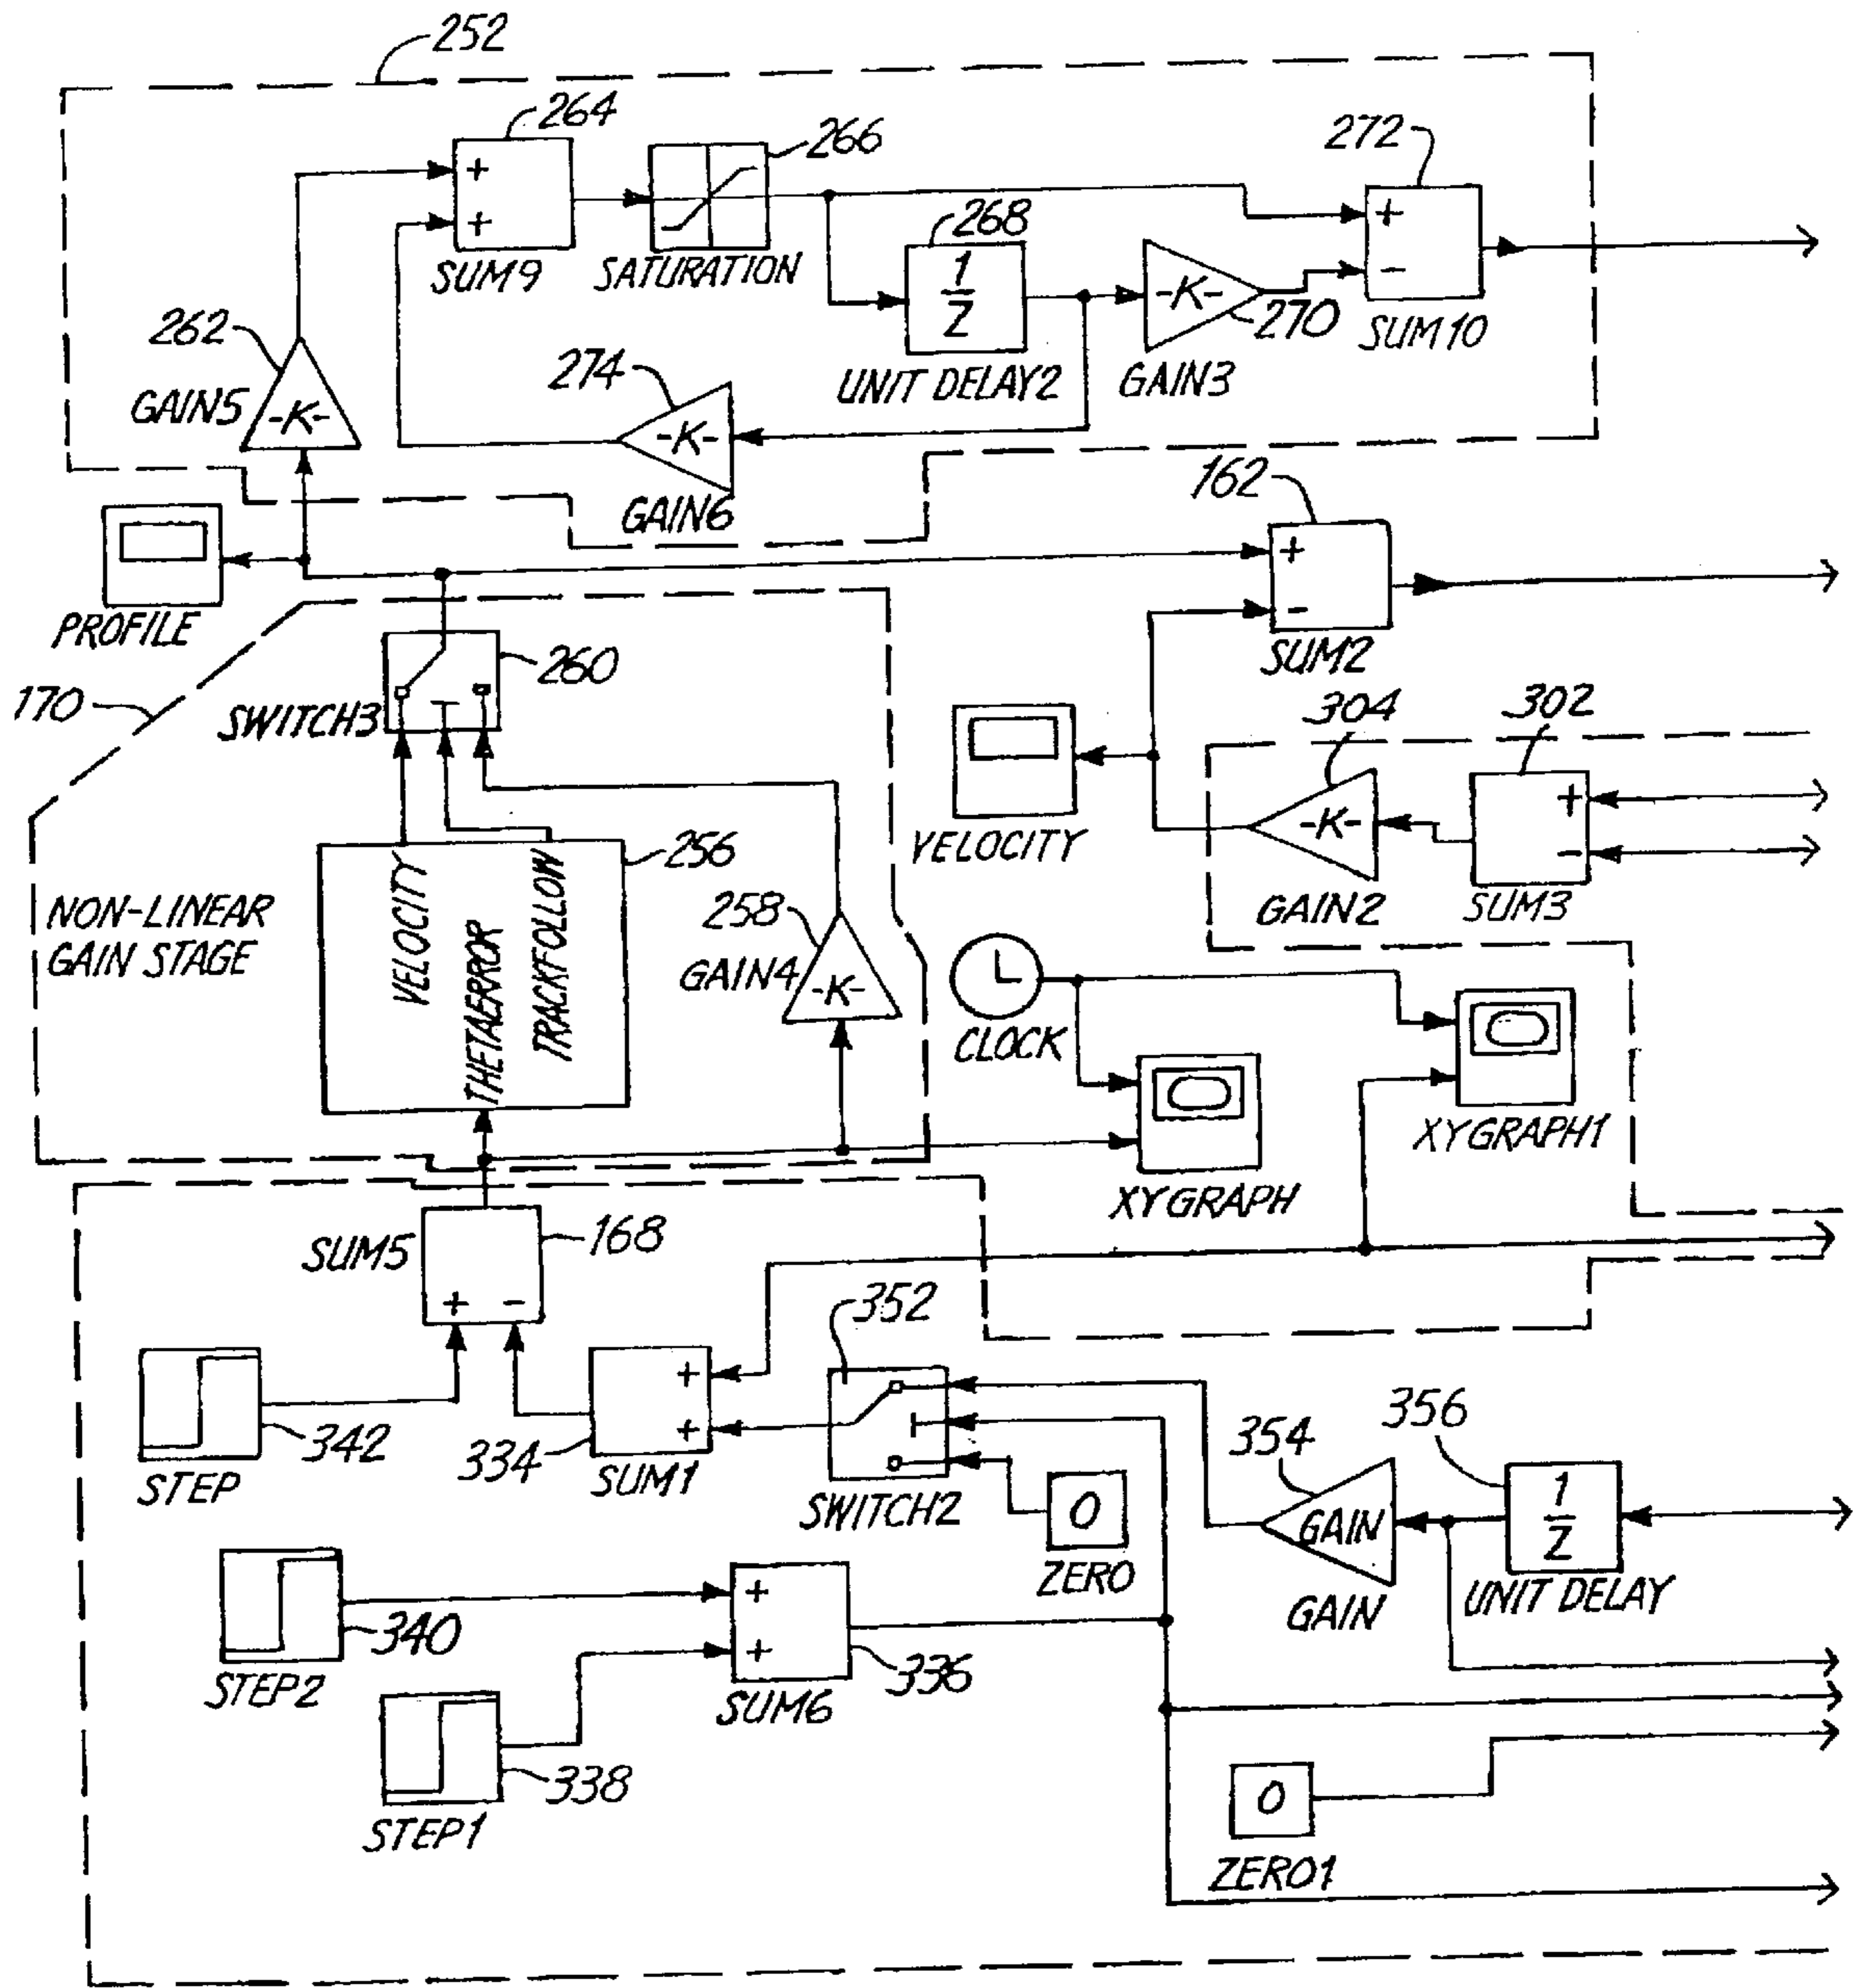 252
264
+
+
SUM9
266
SATURATION
268
1
Z
UNIT DELAY2
-K-
270
GAIN3
272
+
-
SUM10
262
GAIN5
-K-
274
-K-
GAIN6
PROFILE
162
+
-
SUM2
170
260
SWITCH3
VELOCITY
304
-K-
GAIN2
302
+
-
SUM3
NON-LINEAR
GAIN STAGE
256
VELOCITY
THETAERROR
TRACKFOLLOW
258
GAIN4
-K-
CLOCK
XYGRAPH1
XYGRAPH
SUM5
168
+ -
352
342
STEP
334
+
+
SUM1
SWITCH2
0
ZERO
354
GAIN
GAIN
356
1
Z
UNIT DELAY
340
STEP2
+
+
336
SUM6
338
STEP1
0
ZERO1